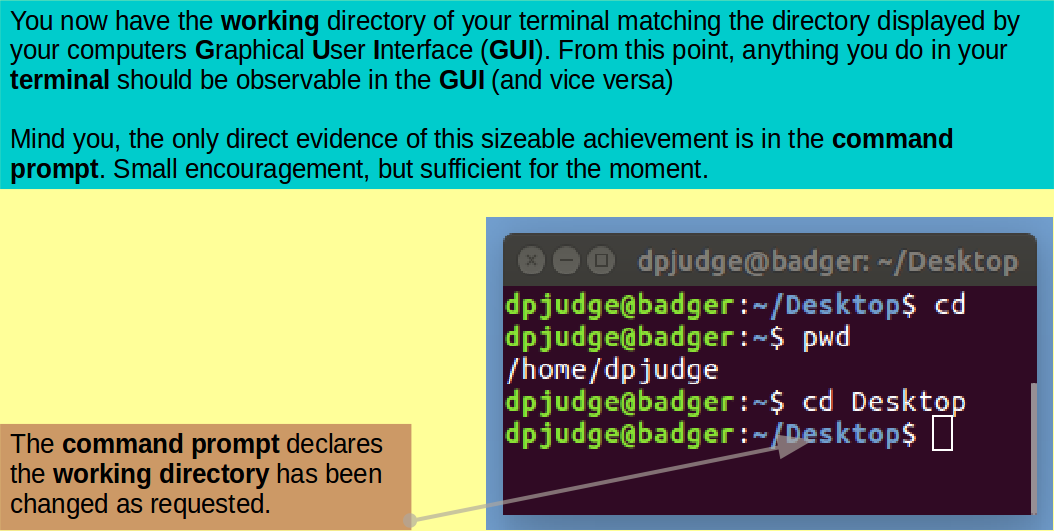 You now have the working directory of your terminal matching the directory displayed by
your computers Graphical User Interface (GUI). From this point, anything you do in your
terminal should be observable in the GUI (and vice versa)
Mind you, the only direct evidence of this sizeable achievement is in the command
prompt. Small encouragement, but sufficient for the moment.
dpjudge@badger: ~/Desktop
dpjudge@badger:~/Desktop$ cd
dpjudge@badger:~$ pwd
/home/dpjudge
dpjudge@badger:~$ cd Desktop
dpjudge@badger:~/Desktop$
The command prompt declares
the working directory has been
changed as requested.